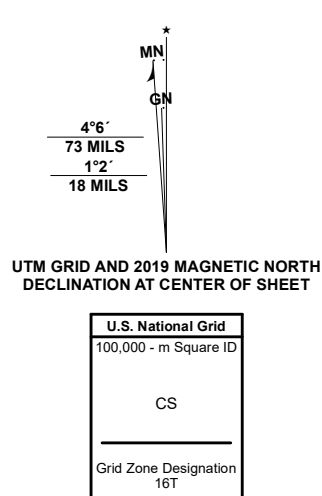 MN
GN
4°6´
73 MILS
1°2´
18 MILS
UTM GRID AND 2019 MAGNETIC NORTH
DECLINATION AT CENTER OF SHEET
U.S. National Grid
100,000 - m Square ID
CS
Grid Zone Designation
16T